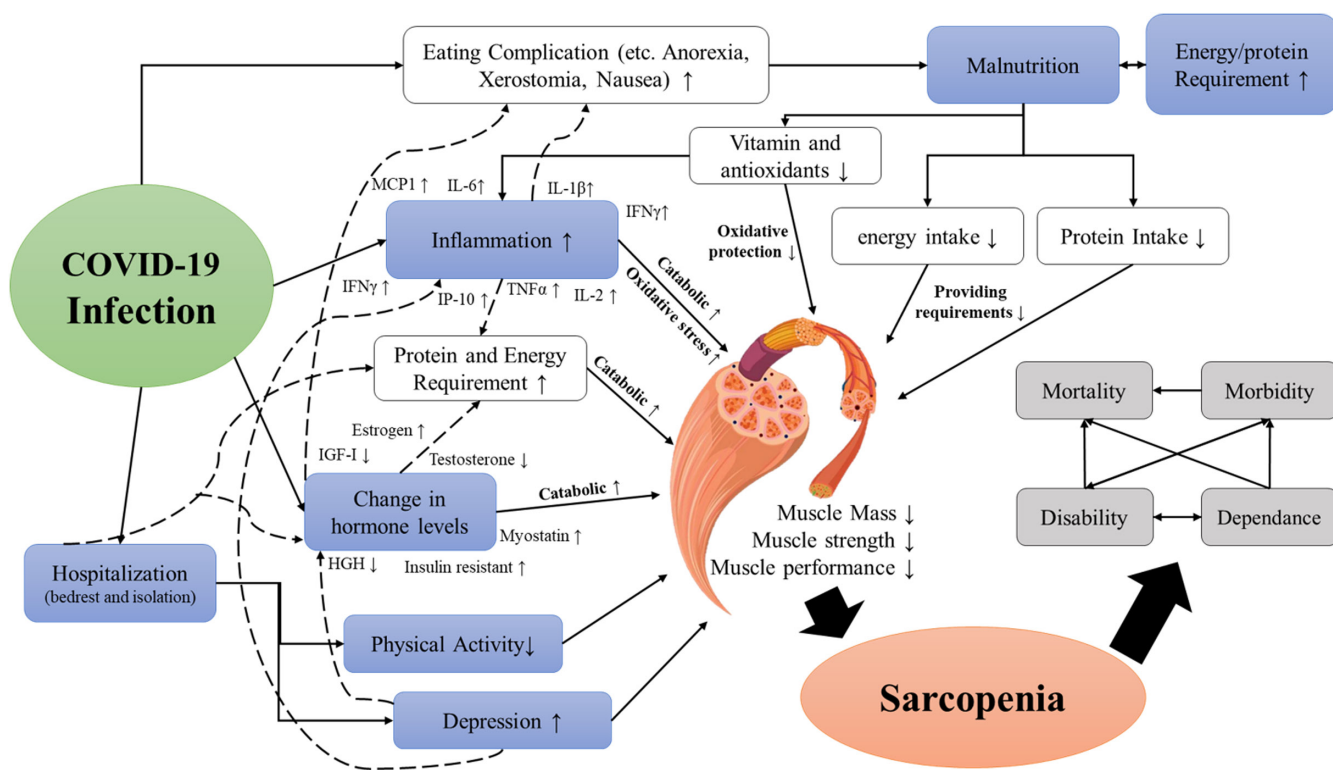 Eating Complication (etc. Anorexia,
Xerostomia, Nausea) ↑
Malnutrition
Energy/protein
Requirement ↑
Vitamin and
antioxidants ↓
MCP1 ↑
IL-6↑
IL-1β↑
IFNγ↑
COVID-19
Infection
Inflammation ↑
Oxidative
protection ↓
energy intake ↓
Protein Intake ↓
Catabolic ↑
Oxidative stress ↑
IFNγ ↑
IP-10 ↑
TNFα ↑
IL-2 ↑
Providing
requirements ↓
Protein and Energy
Requirement ↑
Catabolic ↑
Mortality
Morbidity
Estrogen ↑
IGF-I ↓
Testosterone ↓
Change in
hormone levels
Catabolic ↑
Myostatin ↑
HGH ↓
Insulin resistant ↑
Muscle Mass ↓
Muscle strength ↓
Muscle performance ↓
Disability
Dependance
Hospitalization
(bedrest and isolation)
Physical Activity↓
Depression ↑
Sarcopenia